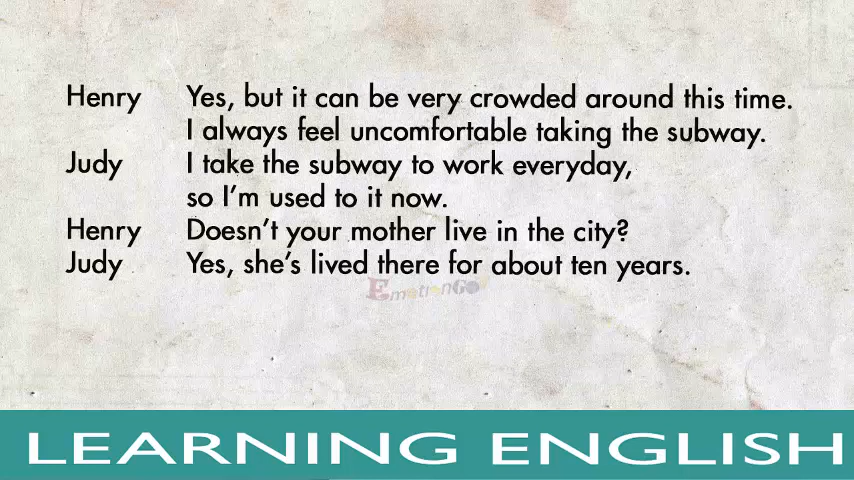 Henry Yes, but it can be very crowded around this time.
I always feel uncomfortable taking the subway.
Judy I take the subway to work everyday,
so I'm used to it now.
Henry Doesn't your mother live in the city?
Judy Yes, she's lived there for about ten years.
EmotionGO
LEARNING ENGLISH